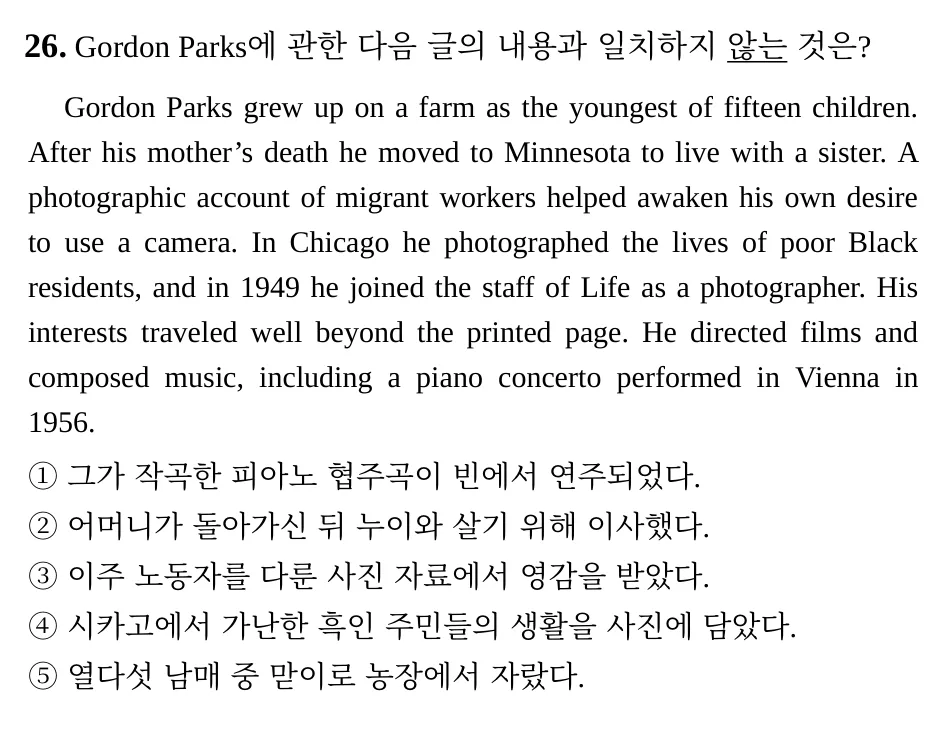 26. Gordon Parks에 관한 다음 글의 내용과 일치하지 않는 것은?
Gordon Parks grew up on a farm as the youngest of fifteen children.
After his mother’s death he moved to Minnesota to live with a sister. A
photographic account of migrant workers helped awaken his own desire
to use a camera. In Chicago he photographed the lives of poor Black
residents, and in 1949 he joined the staff of Life as a photographer. His
interests traveled well beyond the printed page. He directed films and
composed music, including a piano concerto performed in Vienna in
1956.
① 그가 작곡한 피아노 협주곡이 빈에서 연주되었다.
② 어머니가 돌아가신 뒤 누이와 살기 위해 이사했다.
③ 이주 노동자를 다룬 사진 자료에서 영감을 받았다.
④ 시카고에서 가난한 흑인 주민들의 생활을 사진에 담았다.
⑤ 열다섯 남매 중 맏이로 농장에서 자랐다.